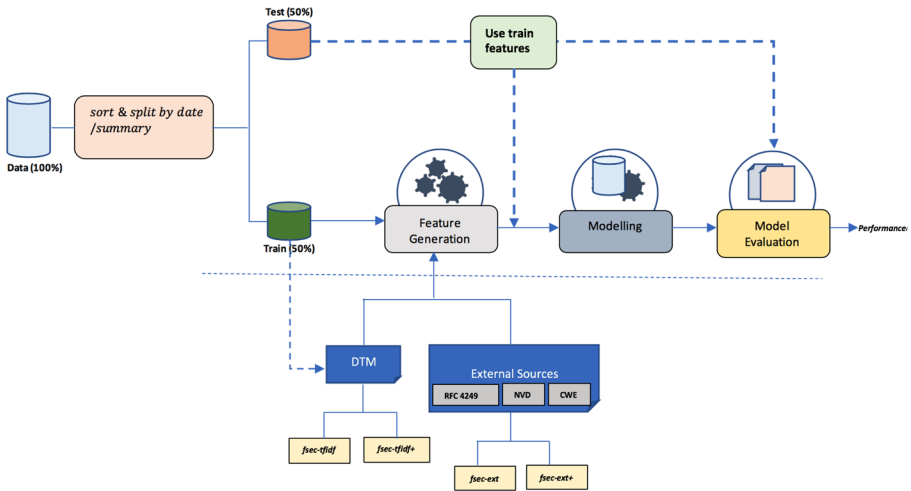 Test (50%)
Use train
features
sort & split by date
/summary
Data (100%)
Train (50%)
Feature
Generation
Modelling
Model
Evaluation
Performance
DTM
External Sources
RFC 4249
NVD
CWE
fsec-tfidf
fsec-tfidf+
fsec-ext
fsec-ext+